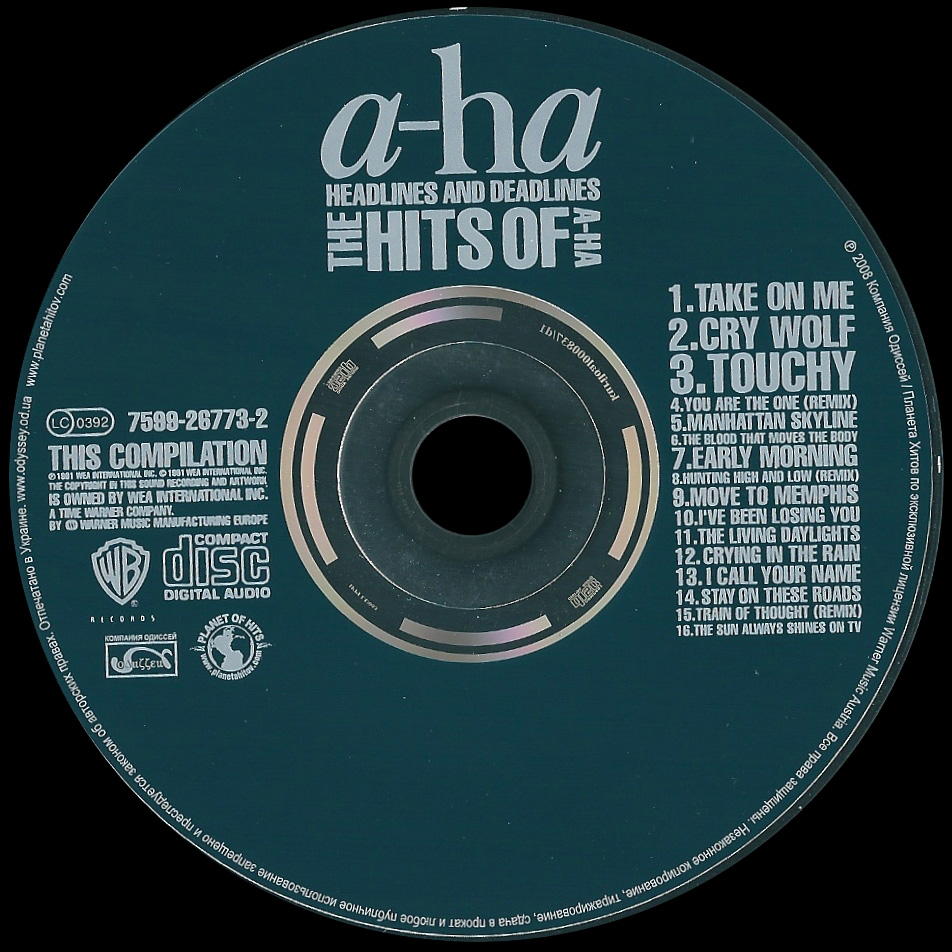 a-ha
HEADLINES AND DEADLINES
THE HITS OF A-HA
1.TAKE ON ME
2.CRY WOLF
3.TOUCHY
4.YOU ARE THE ONE (REMIX)
5.MANHATTAN SKYLINE
6.THE BLOOD THAT MOVES THE BODY
7.EARLY MORNING
8.HUNTING HIGH AND LOW (REMIX)
9.MOVE TO MEMPHIS
10.I'VE BEEN LOSING YOU
11.THE LIVING DAYLIGHTS
12.CRYING IN THE RAIN
13.I CALL YOUR NAME
14.STAY ON THESE ROADS
15.TRAIN OF THOUGHT (REMIX)
16.THE SUN ALWAYS SHINES ON TV
LC 0392 7599-26773-2
THIS COMPILATION
℗ 1991 WEA INTERNATIONAL INC. © 1991 WEA INTERNATIONAL INC.
THE COPYRIGHT IN THIS SOUND RECORDING AND ARTWORK
IS OWNED BY WEA INTERNATIONAL INC.
A TIME WARNER COMPANY.
BY WARNER MUSIC MANUFACTURING EUROPE
WB
RECORDS
COMPACT
disc
DIGITAL AUDIO
КОМПАНИЯ ОДИССЕЙ
PLANET OF HITS
www.planetahitov.com
℗ 2008 Компания Одиссей / Планета Хитов по эксклюзивной лицензии Warner Music Austria. Все права защищены. Незаконное копирование, тиражирование, сдача в прокат и любое публичное использование запрещено и преследуется законом об авторских правах. Отпечатано в Украине. www.odyssey.od.ua www.planetahitov.com